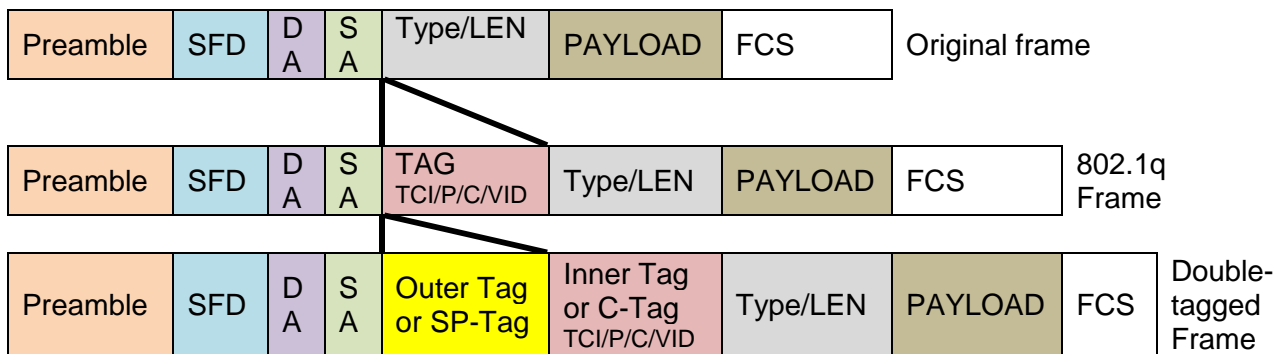 Preamble SFD D A S A Type/LEN PAYLOAD FCS Original frame
Preamble SFD D A S A TAG TCI/P/C/VID Type/LEN PAYLOAD FCS 802.1q Frame
Preamble SFD D A S A Outer Tag or SP-Tag Inner Tag or C-Tag TCI/P/C/VID Type/LEN PAYLOAD FCS Double-tagged Frame